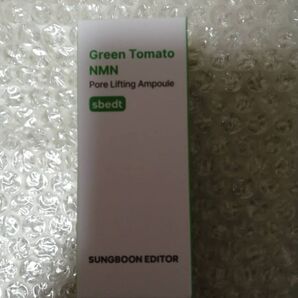 Green Tomato
NMN
Pore Lifting Ampoule
sbedt
SUNGBOON EDITOR